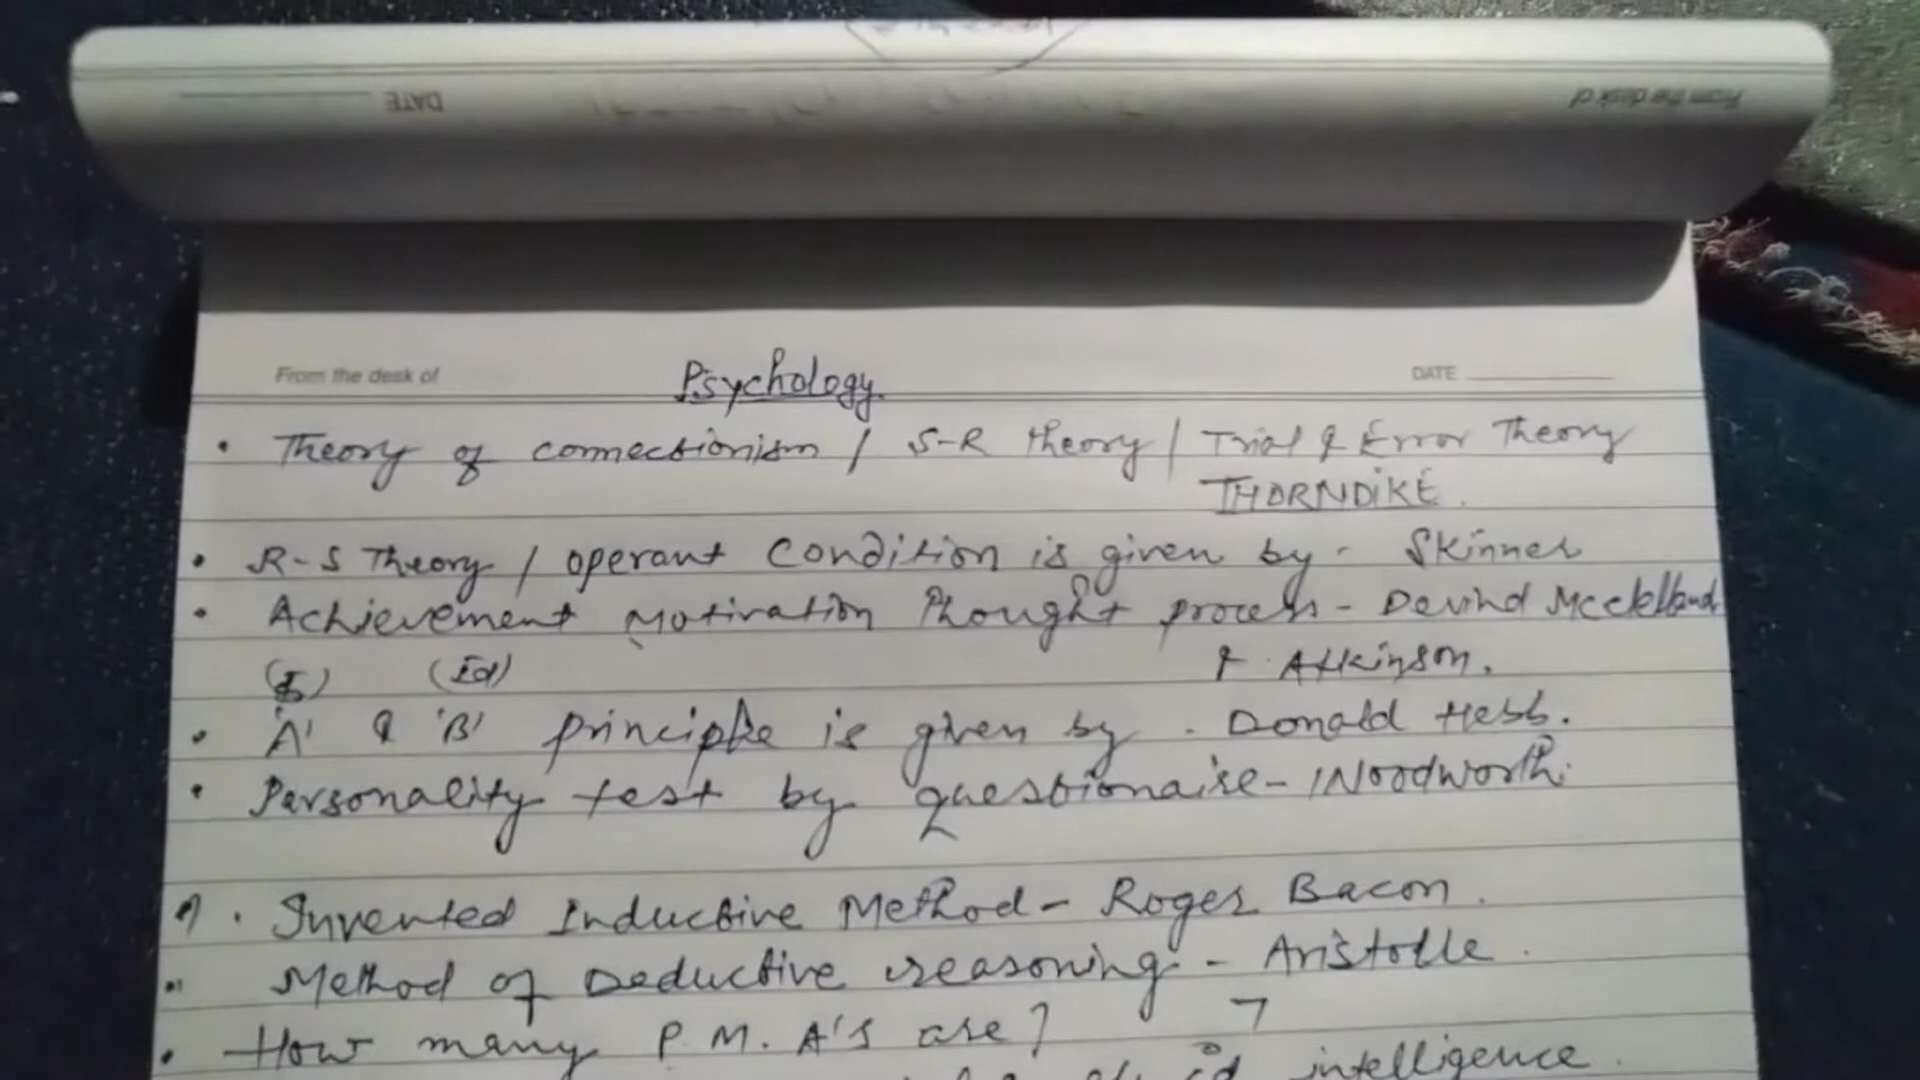 DATE
From the desk of
From the desk of Psychology DATE
• Theory of connectionism / S-R theory / Trial & Error Theory
THORNDIKE.
• R-S Theory / operant Condition is given by - Skinner
• Achievement Motivation Thought process - Devind Mcclelland
(Id) & Atkinson.
• 'A' & 'B' principle is given by - Donald Hebb.
• Personality test by questionaire - Woodworth.
• Invented Inductive Method - Roger Bacon.
• Method of Deductive reasoning - Aristotle.
• How many P.M.A's are? 7
intelligence.